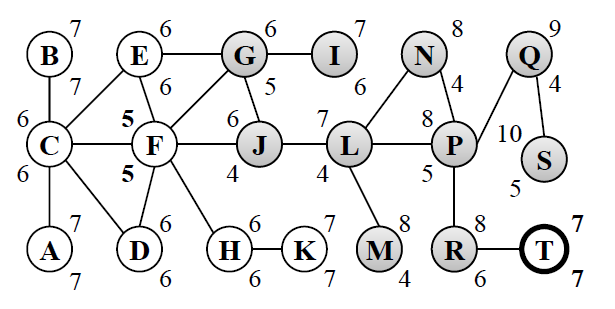 7 6 6 7 8 9
B E G I N Q
7 6 5 6 4 4
6 5 6 7 8 10
C F J L P S
6 5 4 4 5 5
7 6 6 7 8 8 7
A D H K M R T
7 6 6 7 4 6 7